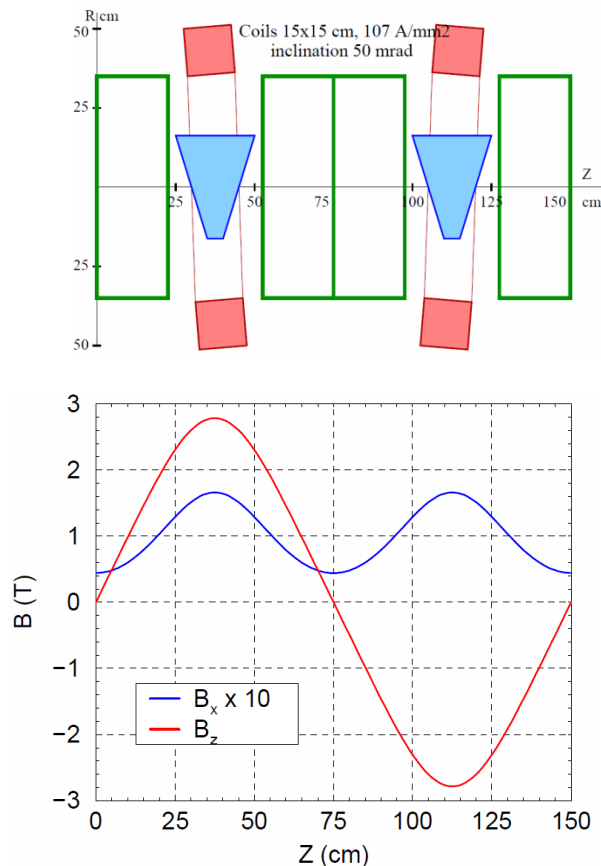 50
R cm
Coils 15x15 cm, 107 A/mm2
inclination 50 mrad
25
Z
25 50 75 100 125 150 cm
25
50
3
2
1
0
−1
−2
−3
B (T)
B_x x 10
B_z
0 25 50 75 100 125 150
Z (cm)